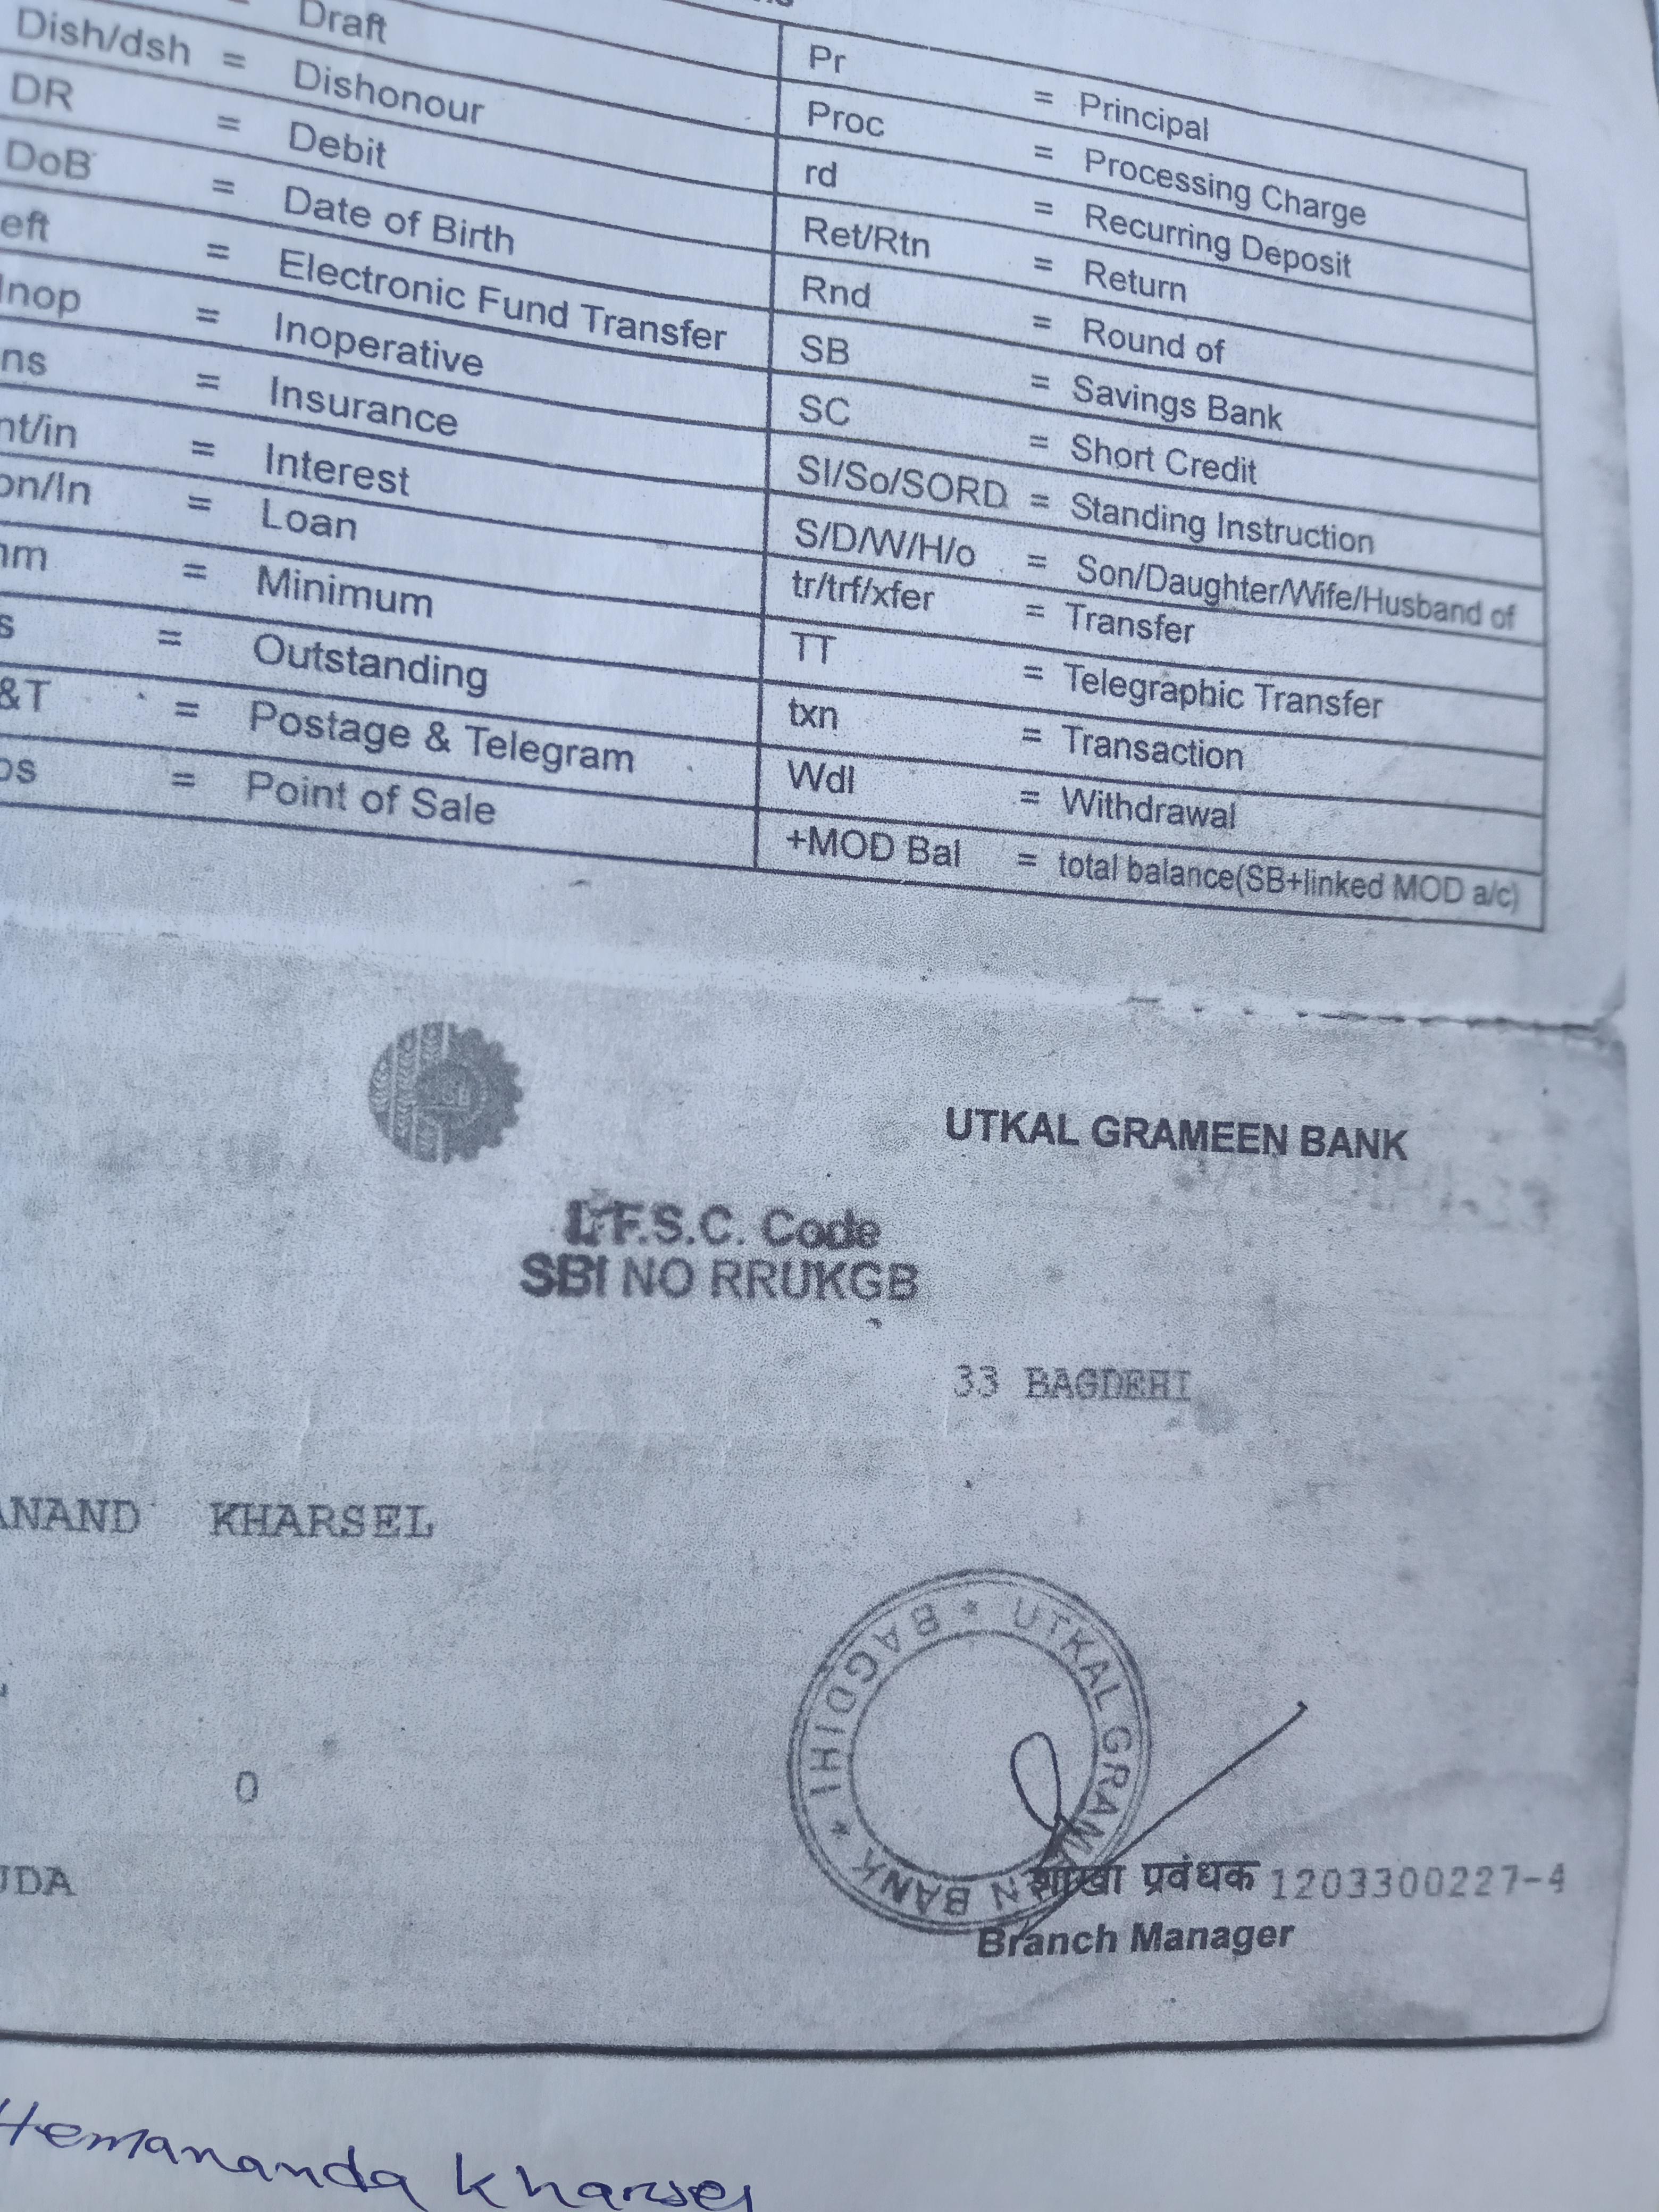 = Draft
Dish/dsh = Dishonour
DR = Debit
DoB = Date of Birth
eft = Electronic Fund Transfer
Inop = Inoperative
ns = Insurance
nt/in = Interest
on/ln = Loan
= Minimum
s = Outstanding
&T = Postage & Telegram
os = Point of Sale
Pr = Principal
Proc = Processing Charge
rd = Recurring Deposit
Ret/Rtn = Return
Rnd = Round of
SB = Savings Bank
SC = Short Credit
SI/So/SORD = Standing Instruction
S/D/W/H/o = Son/Daughter/Wife/Husband of
tr/trf/xfer = Transfer
TT = Telegraphic Transfer
txn = Transaction
Wdl = Withdrawal
+MOD Bal = total balance(SB+linked MOD a/c)
UTKAL GRAMEEN BANK
I.F.S.C. Code
SBI NO RRUKGB
33 BAGDEHI
ANAND KHARSEL
UTKAL GRAMEEN BANK * BAGDIHI *
0
UDA
शाखा प्रवंधक 1203300227-4
Branch Manager
Hemananda Kharsel